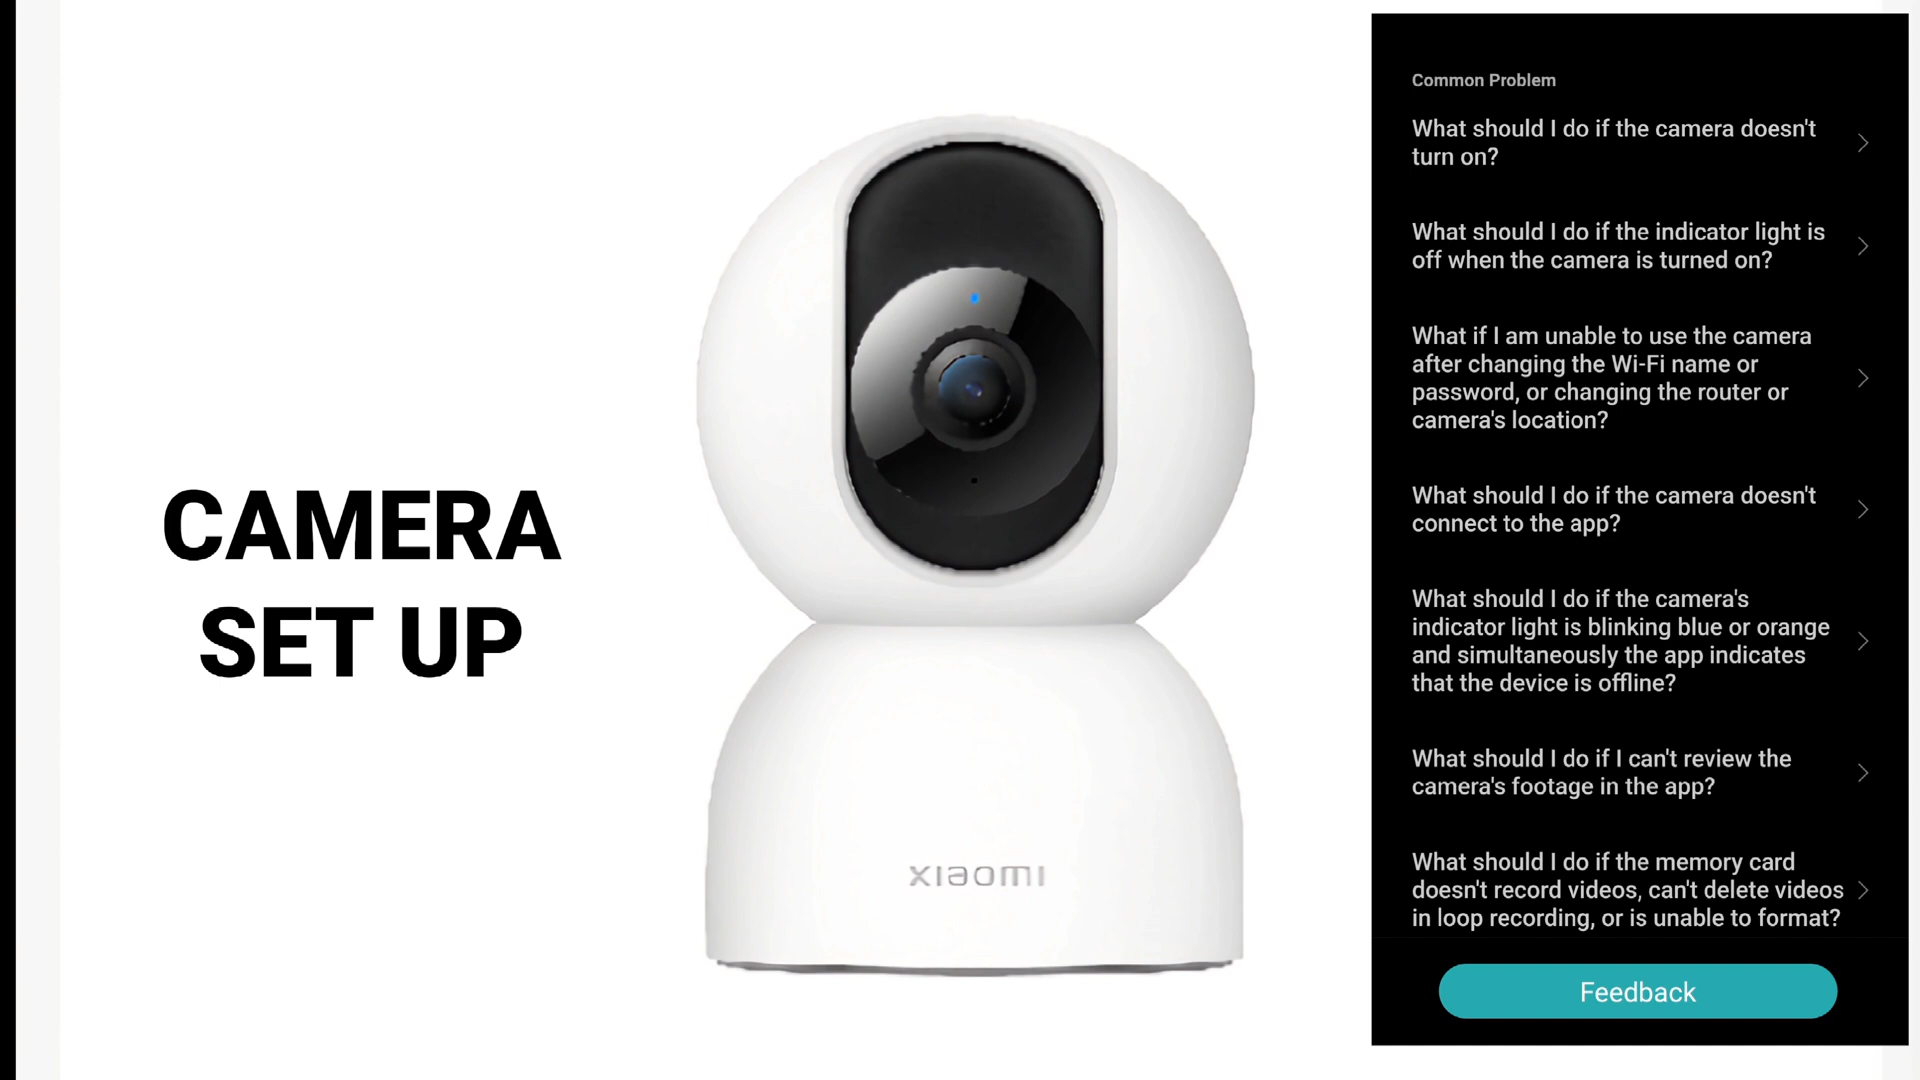 CAMERA
SET UP
xiaomi
Common Problem
What should I do if the camera doesn't
turn on?
What should I do if the indicator light is
off when the camera is turned on?
What if I am unable to use the camera
after changing the Wi-Fi name or
password, or changing the router or
camera's location?
What should I do if the camera doesn't
connect to the app?
What should I do if the camera's
indicator light is blinking blue or orange
and simultaneously the app indicates
that the device is offline?
What should I do if I can't review the
camera's footage in the app?
What should I do if the memory card
doesn't record videos, can't delete videos
in loop recording, or is unable to format?
Feedback